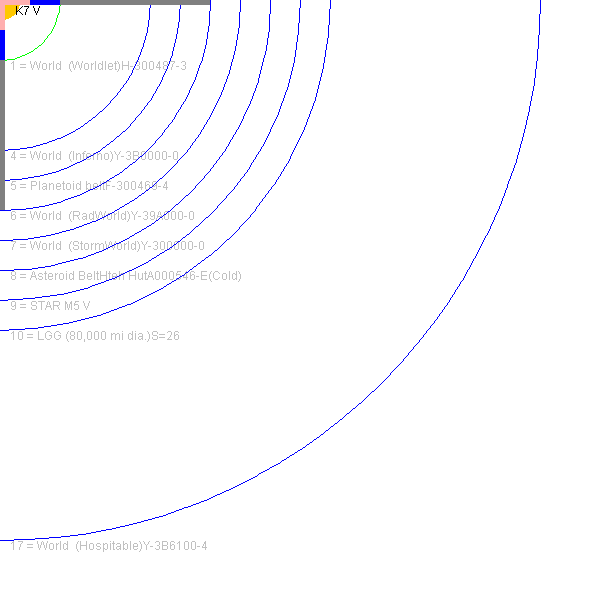 K7 V
1 = World  (Worldlet)H-300487-3
4 = World  (Inferno)Y-3B0000-0
5 = Planetoid beltF-300469-4
6 = World  (RadWorld)Y-39A000-0
7 = World  (StormWorld)Y-300000-0
8 = Asteroid BeltHtoh HutA000546-E(Cold)
9 = STAR M5 V
10 = LGG (80,000 mi dia.)S=26
17 = World  (Hospitable)Y-3B6100-4